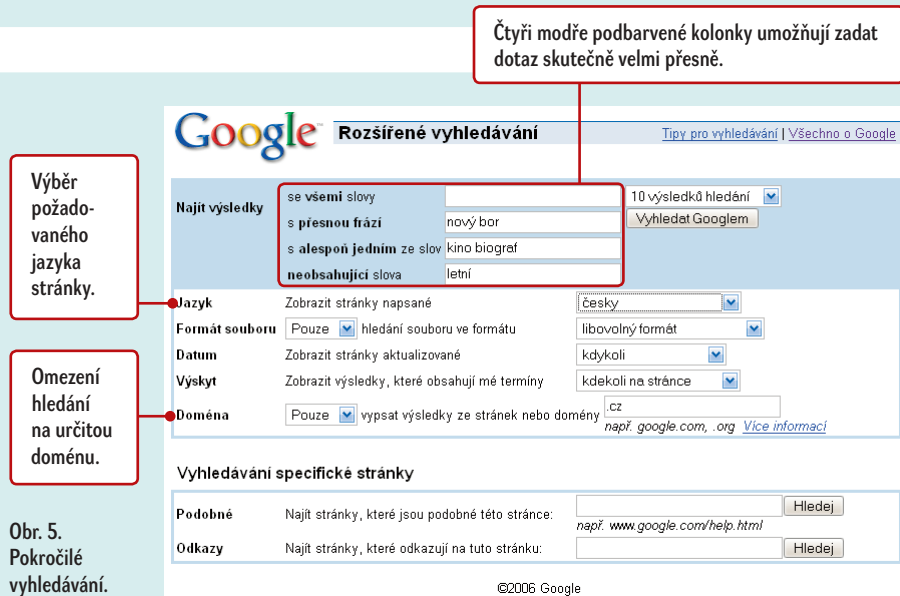 Čtyři modře podbarvené kolonky umožňují zadat
dotaz skutečně velmi přesně.
Google™ Rozšířené vyhledávání Tipy pro vyhledávání | Všechno o Google
Výběr
požado-
vaného
jazyka
stránky.
Najít výsledky
se všemi slovy 10 výsledků hledání
s přesnou frází nový bor Vyhledat Googlem
s alespoň jedním ze slov kino biograf
neobsahující slova letní
Jazyk Zobrazit stránky napsané česky
Formát souboru Pouze hledání souboru ve formátu libovolný formát
Datum Zobrazit stránky aktualizované kdykoli
Výskyt Zobrazit výsledky, které obsahují mé termíny kdekoli na stránce
Doména Pouze vypsat výsledky ze stránek nebo domény .cz
např. google.com, .org Více informací
Omezení
hledání
na určitou
doménu.
Vyhledávání specifické stránky
Podobné Najít stránky, které jsou podobné této stránce: Hledej
např. www.google.com/help.html
Odkazy Najít stránky, které odkazují na tuto stránku: Hledej
©2006 Google
Obr. 5.
Pokročilé
vyhledávání.